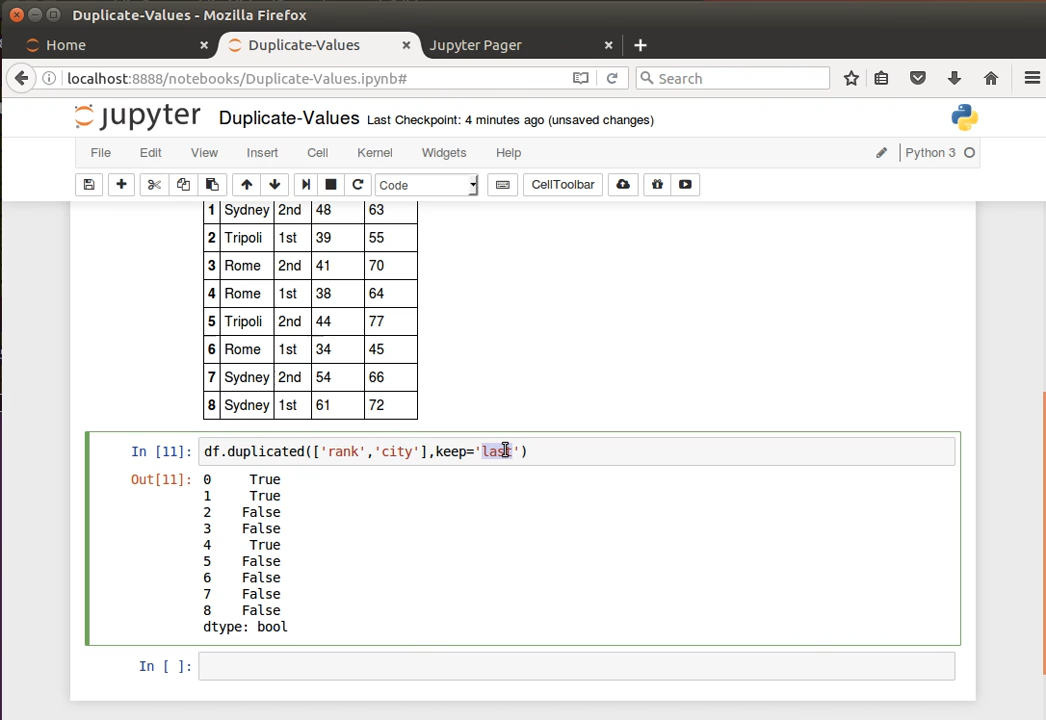 Duplicate-Values - Mozilla Firefox
Home
Duplicate-Values
Jupyter Pager
localhost:8888/notebooks/Duplicate-Values.ipynb#
Search
jupyter Duplicate-Values Last Checkpoint: 4 minutes ago (unsaved changes)
File Edit View Insert Cell Kernel Widgets Help Python 3
Code CellToolbar
1 Sydney 2nd 48 63
2 Tripoli 1st 39 55
3 Rome 2nd 41 70
4 Rome 1st 38 64
5 Tripoli 2nd 44 77
6 Rome 1st 34 45
7 Sydney 2nd 54 66
8 Sydney 1st 61 72
In [11]: df.duplicated(['rank','city'],keep='last')
Out[11]: 0 True
1 True
2 False
3 False
4 True
5 False
6 False
7 False
8 False
dtype: bool
In [ ]: